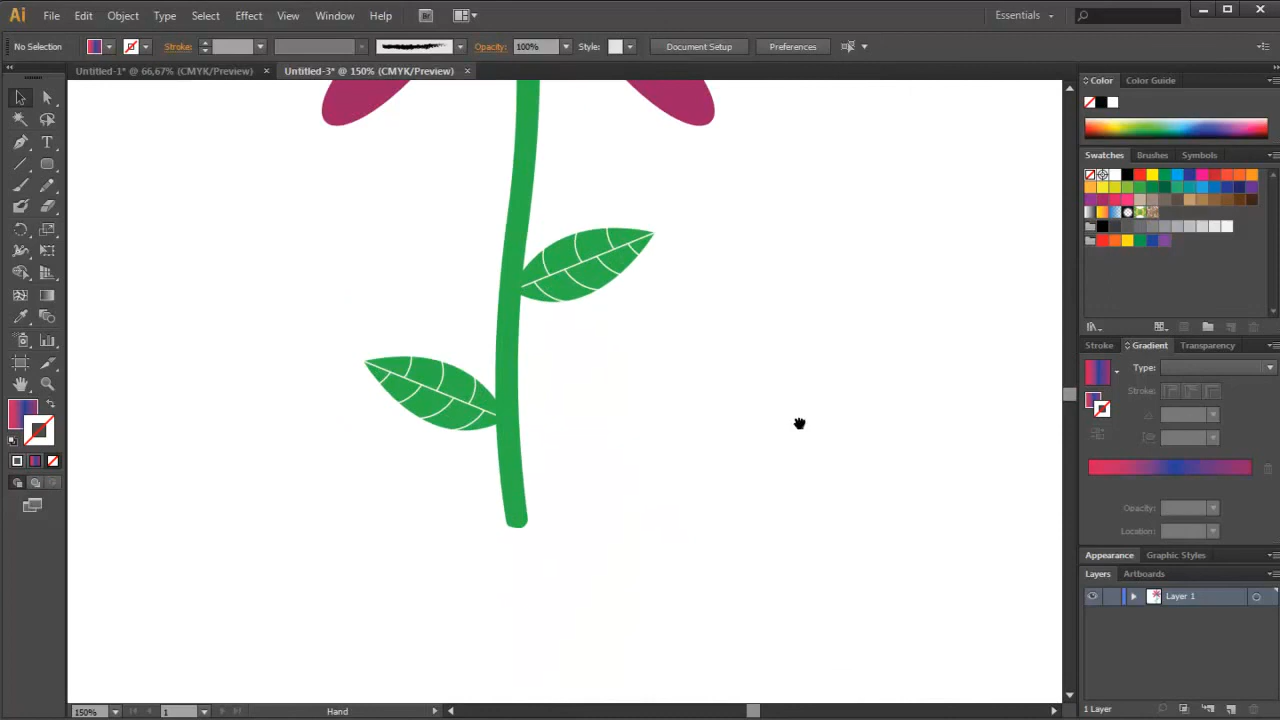 Ai File Edit Object Type Select Effect View Window Help Br Essentials
No Selection Stroke: Opacity: 100% Style: Document Setup Preferences
Untitled-1* @ 66,67% (CMYK/Preview) × Untitled-3* @ 150% (CMYK/Preview) ×
Color Color Guide
Swatches Brushes Symbols
Stroke Gradient Transparency
Type:
Stroke:
Opacity:
Location:
Appearance Graphic Styles
Layers Artboards
Layer 1
1 Layer
150% 1 Hand